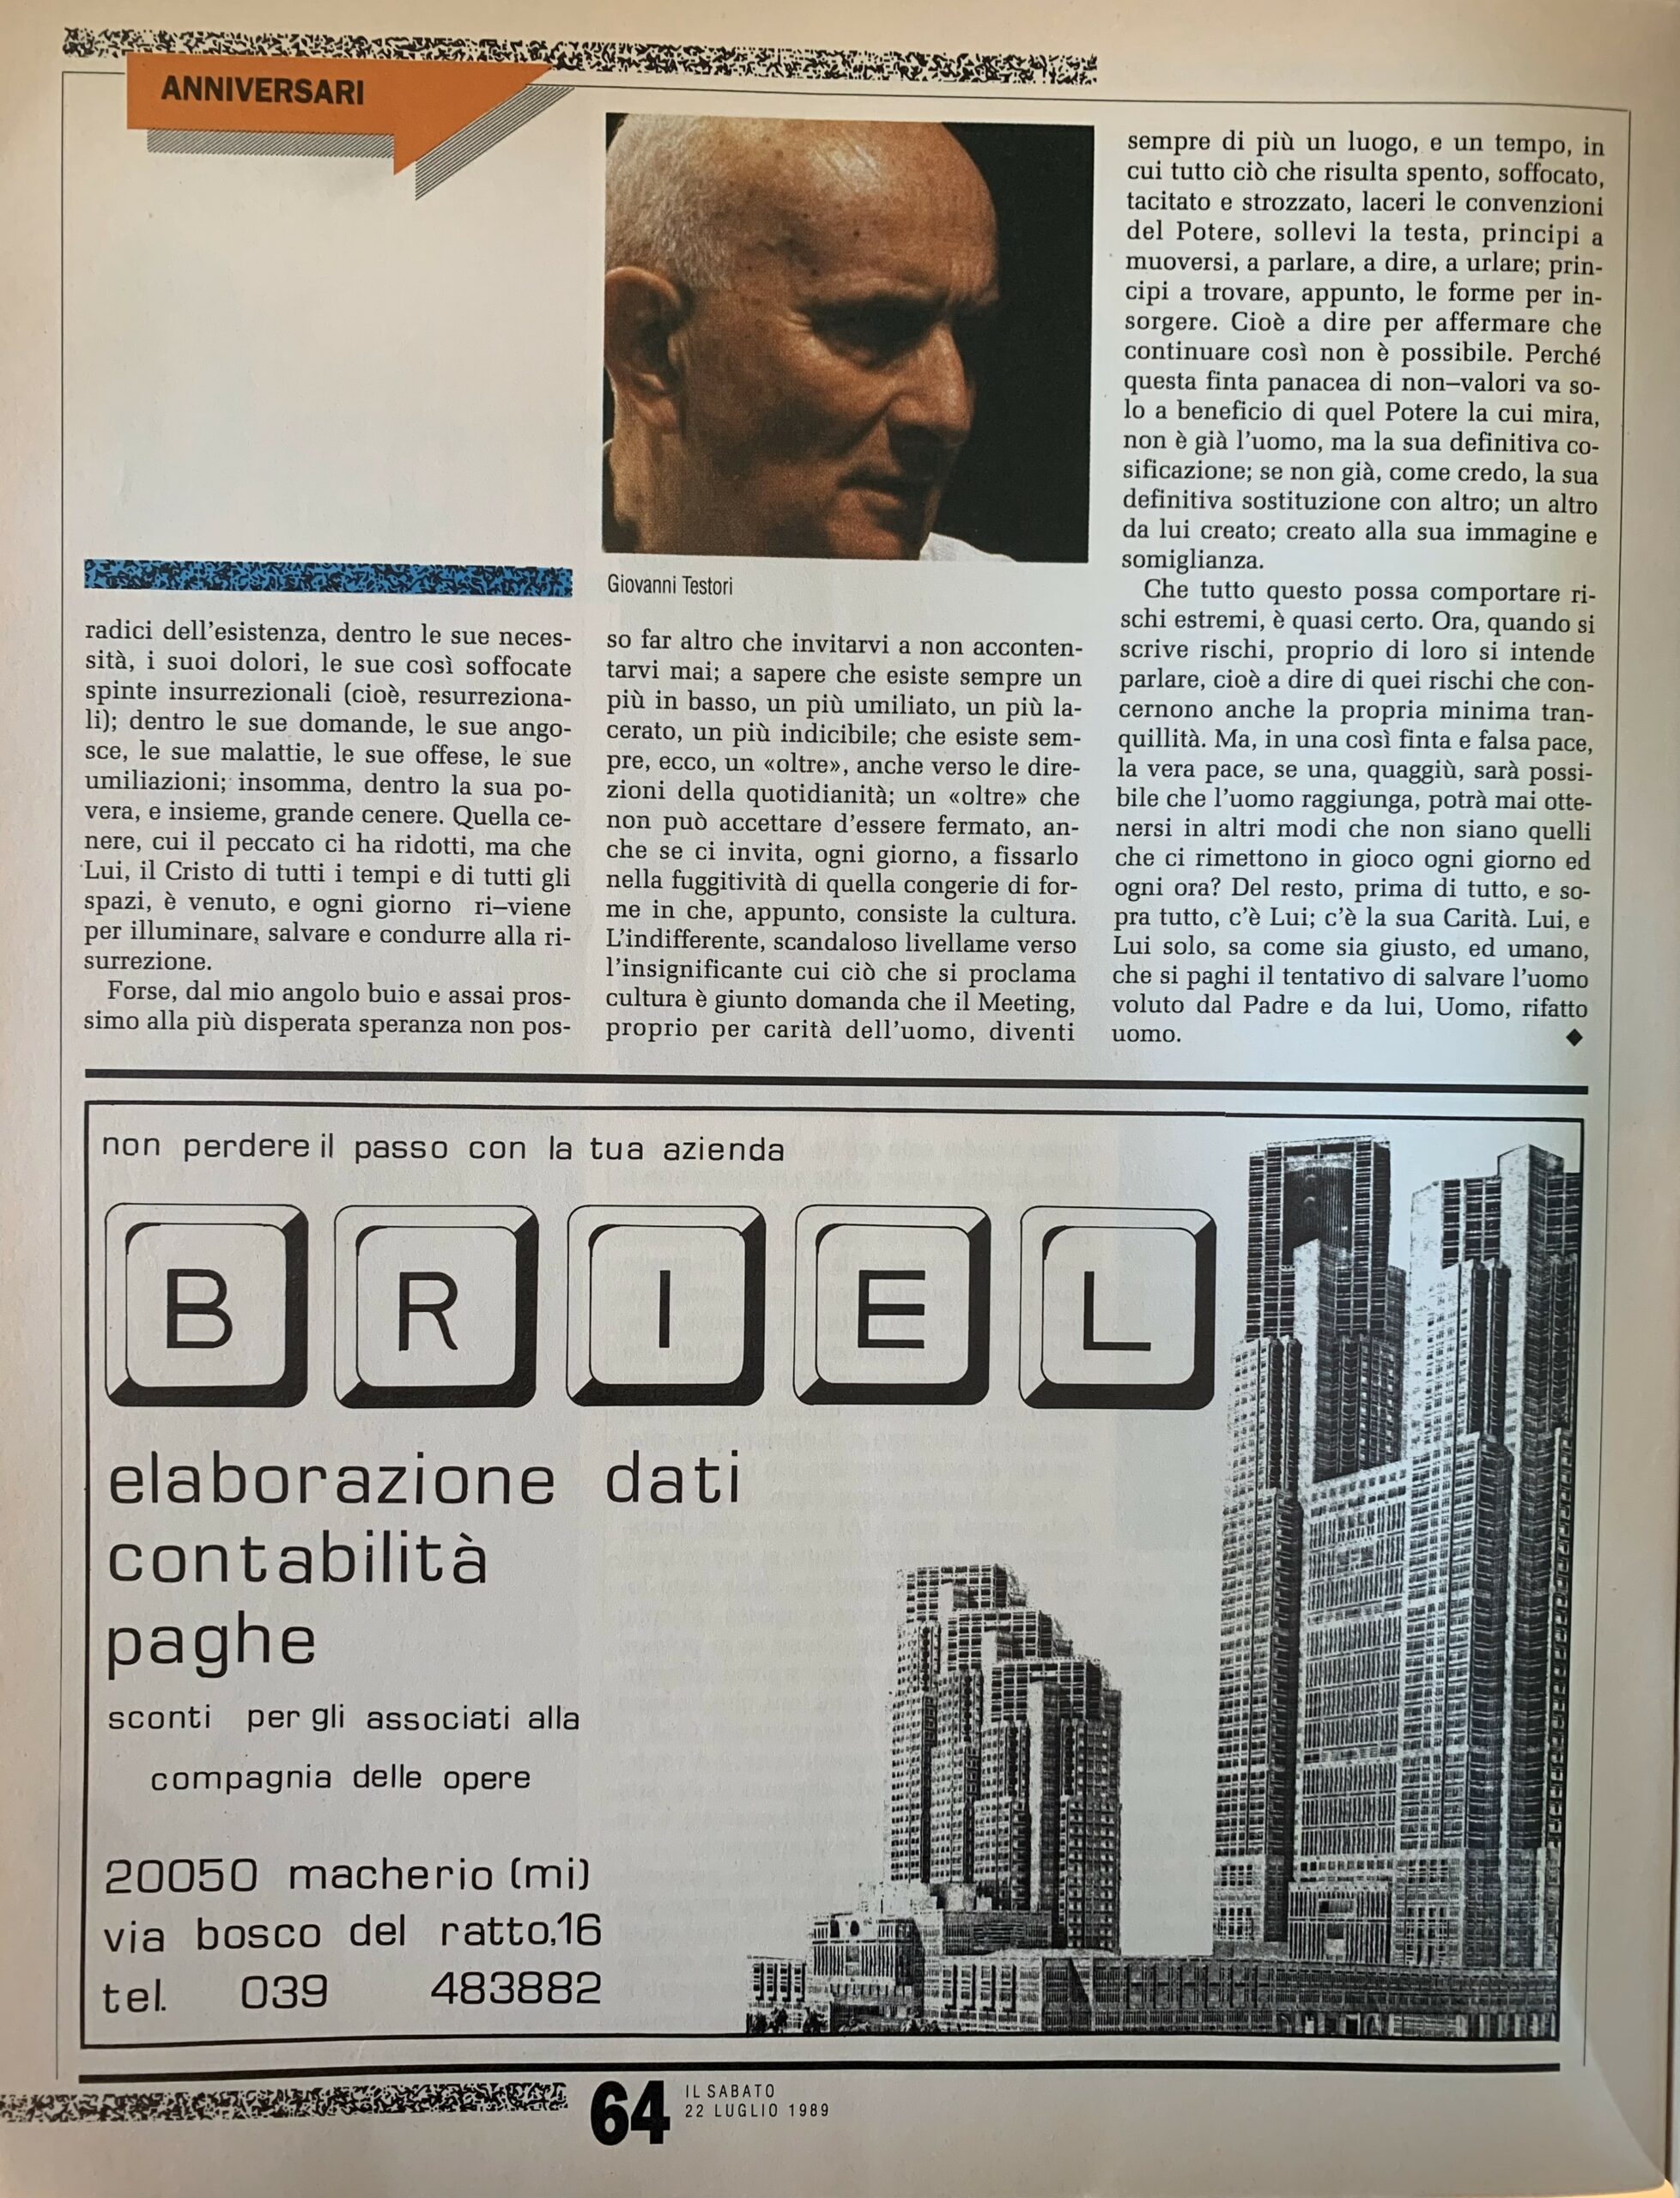 ANNIVERSARI
radici dell'esistenza, dentro le sue neces-
sità, i suoi dolori, le sue così soffocate
spinte insurrezionali (cioè, resurreziona-
li); dentro le sue domande, le sue ango-
sce, le sue malattie, le sue offese, le sue
umiliazioni; insomma, dentro la sua po-
vera, e insieme, grande cenere. Quella ce-
nere, cui il peccato ci ha ridotti, ma che
Lui, il Cristo di tutti i tempi e di tutti gli
spazi, è venuto, e ogni giorno ri–viene
per illuminare, salvare e condurre alla ri-
surrezione.
Forse, dal mio angolo buio e assai pros-
simo alla più disperata speranza non pos-
Giovanni Testori
so far altro che invitarvi a non acconten-
tarvi mai; a sapere che esiste sempre un
più in basso, un più umiliato, un più la-
cerato, un più indicibile; che esiste sem-
pre, ecco, un «oltre», anche verso le dire-
zioni della quotidianità; un «oltre» che
non può accettare d'essere fermato, an-
che se ci invita, ogni giorno, a fissarlo
nella fuggitività di quella congerie di for-
me in che, appunto, consiste la cultura.
L'indifferente, scandaloso livellame verso
l'insignificante cui ciò che si proclama
cultura è giunto domanda che il Meeting,
proprio per carità dell'uomo, diventi
sempre di più un luogo, e un tempo, in
cui tutto ciò che risulta spento, soffocato,
tacitato e strozzato, laceri le convenzioni
del Potere, sollevi la testa, principi a
muoversi, a parlare, a dire, a urlare; prin-
cipi a trovare, appunto, le forme per in-
sorgere. Cioè a dire per affermare che
continuare così non è possibile. Perché
questa finta panacea di non–valori va so-
lo a beneficio di quel Potere la cui mira,
non è già l'uomo, ma la sua definitiva co-
sificazione; se non già, come credo, la sua
definitiva sostituzione con altro; un altro
da lui creato; creato alla sua immagine e
somiglianza.
Che tutto questo possa comportare ri-
schi estremi, è quasi certo. Ora, quando si
scrive rischi, proprio di loro si intende
parlare, cioè a dire di quei rischi che con-
cernono anche la propria minima tran-
quillità. Ma, in una così finta e falsa pace,
la vera pace, se una, quaggiù, sarà possi-
bile che l'uomo raggiunga, potrà mai otte-
nersi in altri modi che non siano quelli
che ci rimettono in gioco ogni giorno ed
ogni ora? Del resto, prima di tutto, e so-
pra tutto, c'è Lui; c'è la sua Carità. Lui, e
Lui solo, sa come sia giusto, ed umano,
che si paghi il tentativo di salvare l'uomo
voluto dal Padre e da lui, Uomo, rifatto
uomo. ◆
non perdere il passo con la tua azienda
BRIEL
elaborazione dati
contabilità
paghe
sconti per gli associati alla
compagnia delle opere
20050 macherio (mi)
via bosco del ratto,16
tel. 039 483882
64
IL SABATO
22 LUGLIO 1989